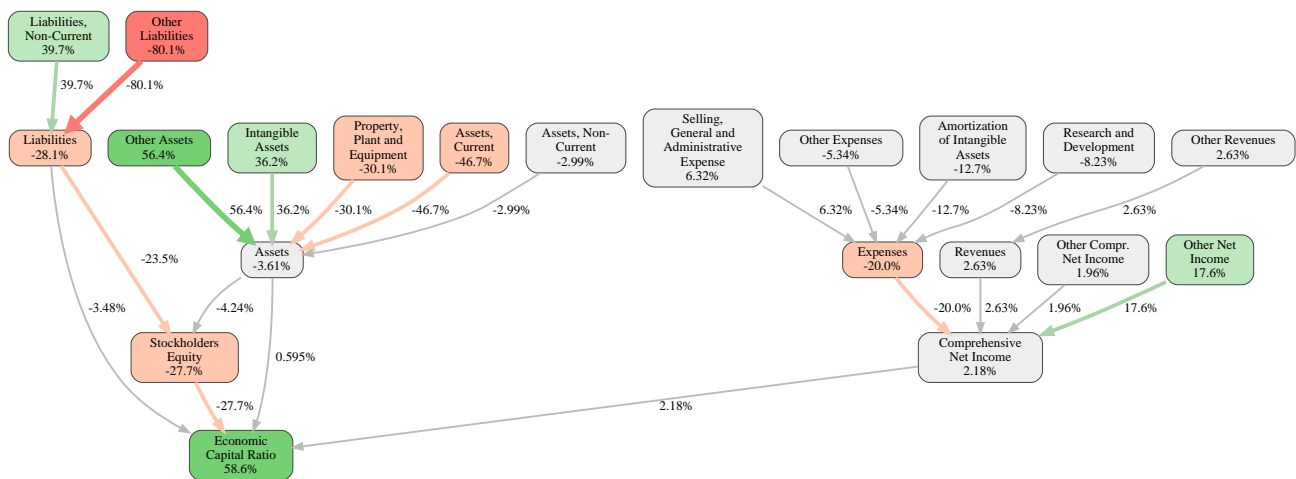 Liabilities,
Non-Current
39.7%
Other
Liabilities
-80.1%
39.7%
-80.1%
Liabilities
-28.1%
Other Assets
56.4%
Intangible
Assets
36.2%
Property,
Plant and
Equipment
-30.1%
Assets,
Current
-46.7%
Assets, Non-
Current
-2.99%
Selling,
General and
Administrative
Expense
6.32%
Other Expenses
-5.34%
Amortization
of Intangible
Assets
-12.7%
Research and
Development
-8.23%
Other Revenues
2.63%
56.4%
36.2%
-30.1%
-46.7%
-2.99%
6.32%
-5.34%
-12.7%
-8.23%
2.63%
Assets
-3.61%
Expenses
-20.0%
Revenues
2.63%
Other Compr.
Net Income
1.96%
Other Net
Income
17.6%
-23.5%
-3.48%
-4.24%
-20.0%
2.63%
1.96%
17.6%
Stockholders
Equity
-27.7%
0.595%
Comprehensive
Net Income
2.18%
-27.7%
2.18%
Economic
Capital Ratio
58.6%